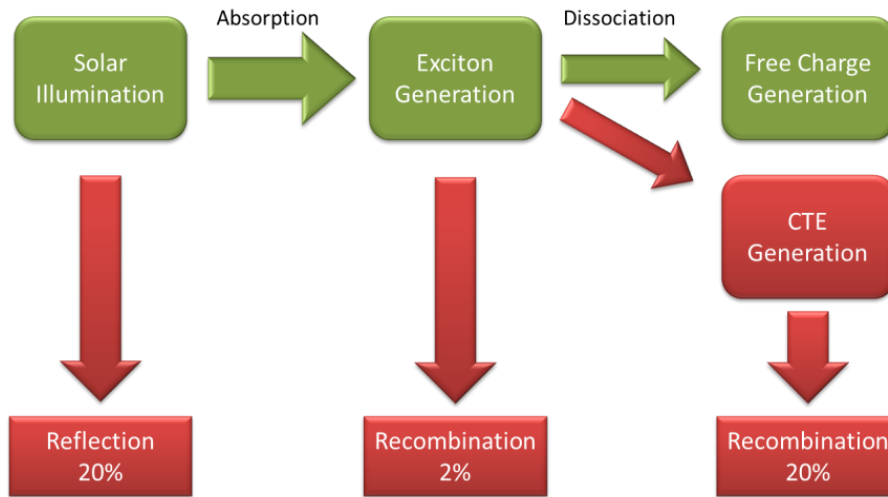 Absorption
Dissociation
Solar
Illumination
Exciton
Generation
Free Charge
Generation
CTE
Generation
Reflection
20%
Recombination
2%
Recombination
20%